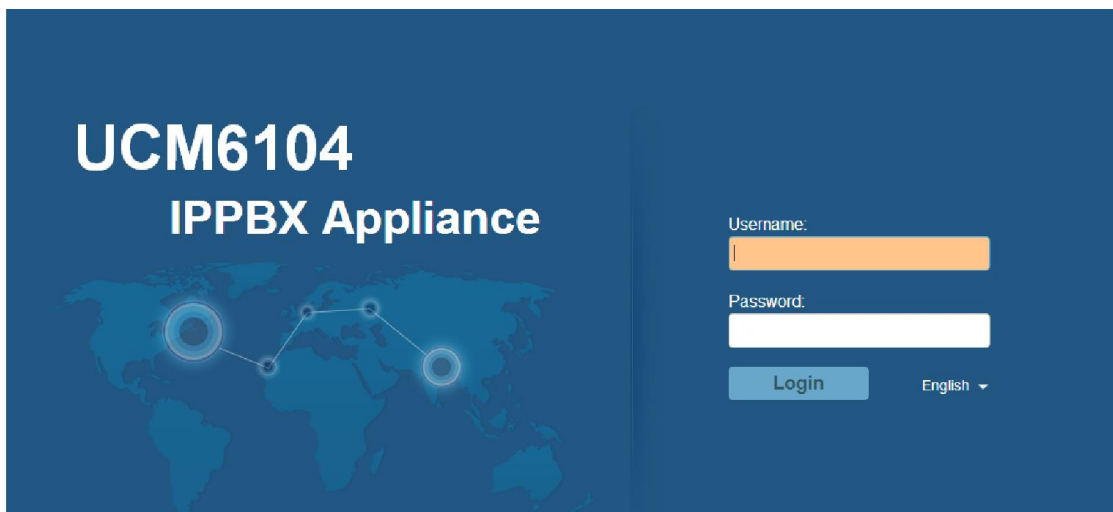 UCM6104
IPPBX Appliance
Username:
Password:
Login
English